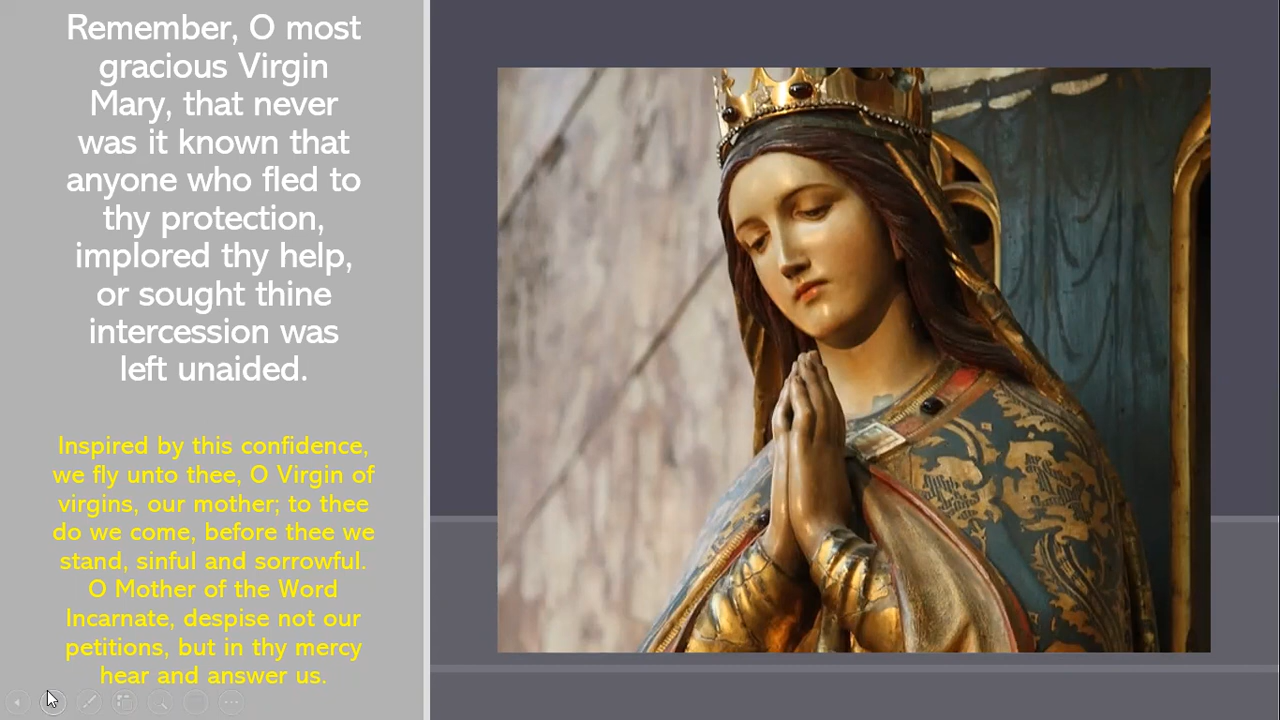 Remember, O most
gracious Virgin
Mary, that never
was it known that
anyone who fled to
thy protection,
implored thy help,
or sought thine
intercession was
left unaided.
Inspired by this confidence,
we fly unto thee, O Virgin of
virgins, our mother; to thee
do we come, before thee we
stand, sinful and sorrowful.
O Mother of the Word
Incarnate, despise not our
petitions, but in thy mercy
hear and answer us.